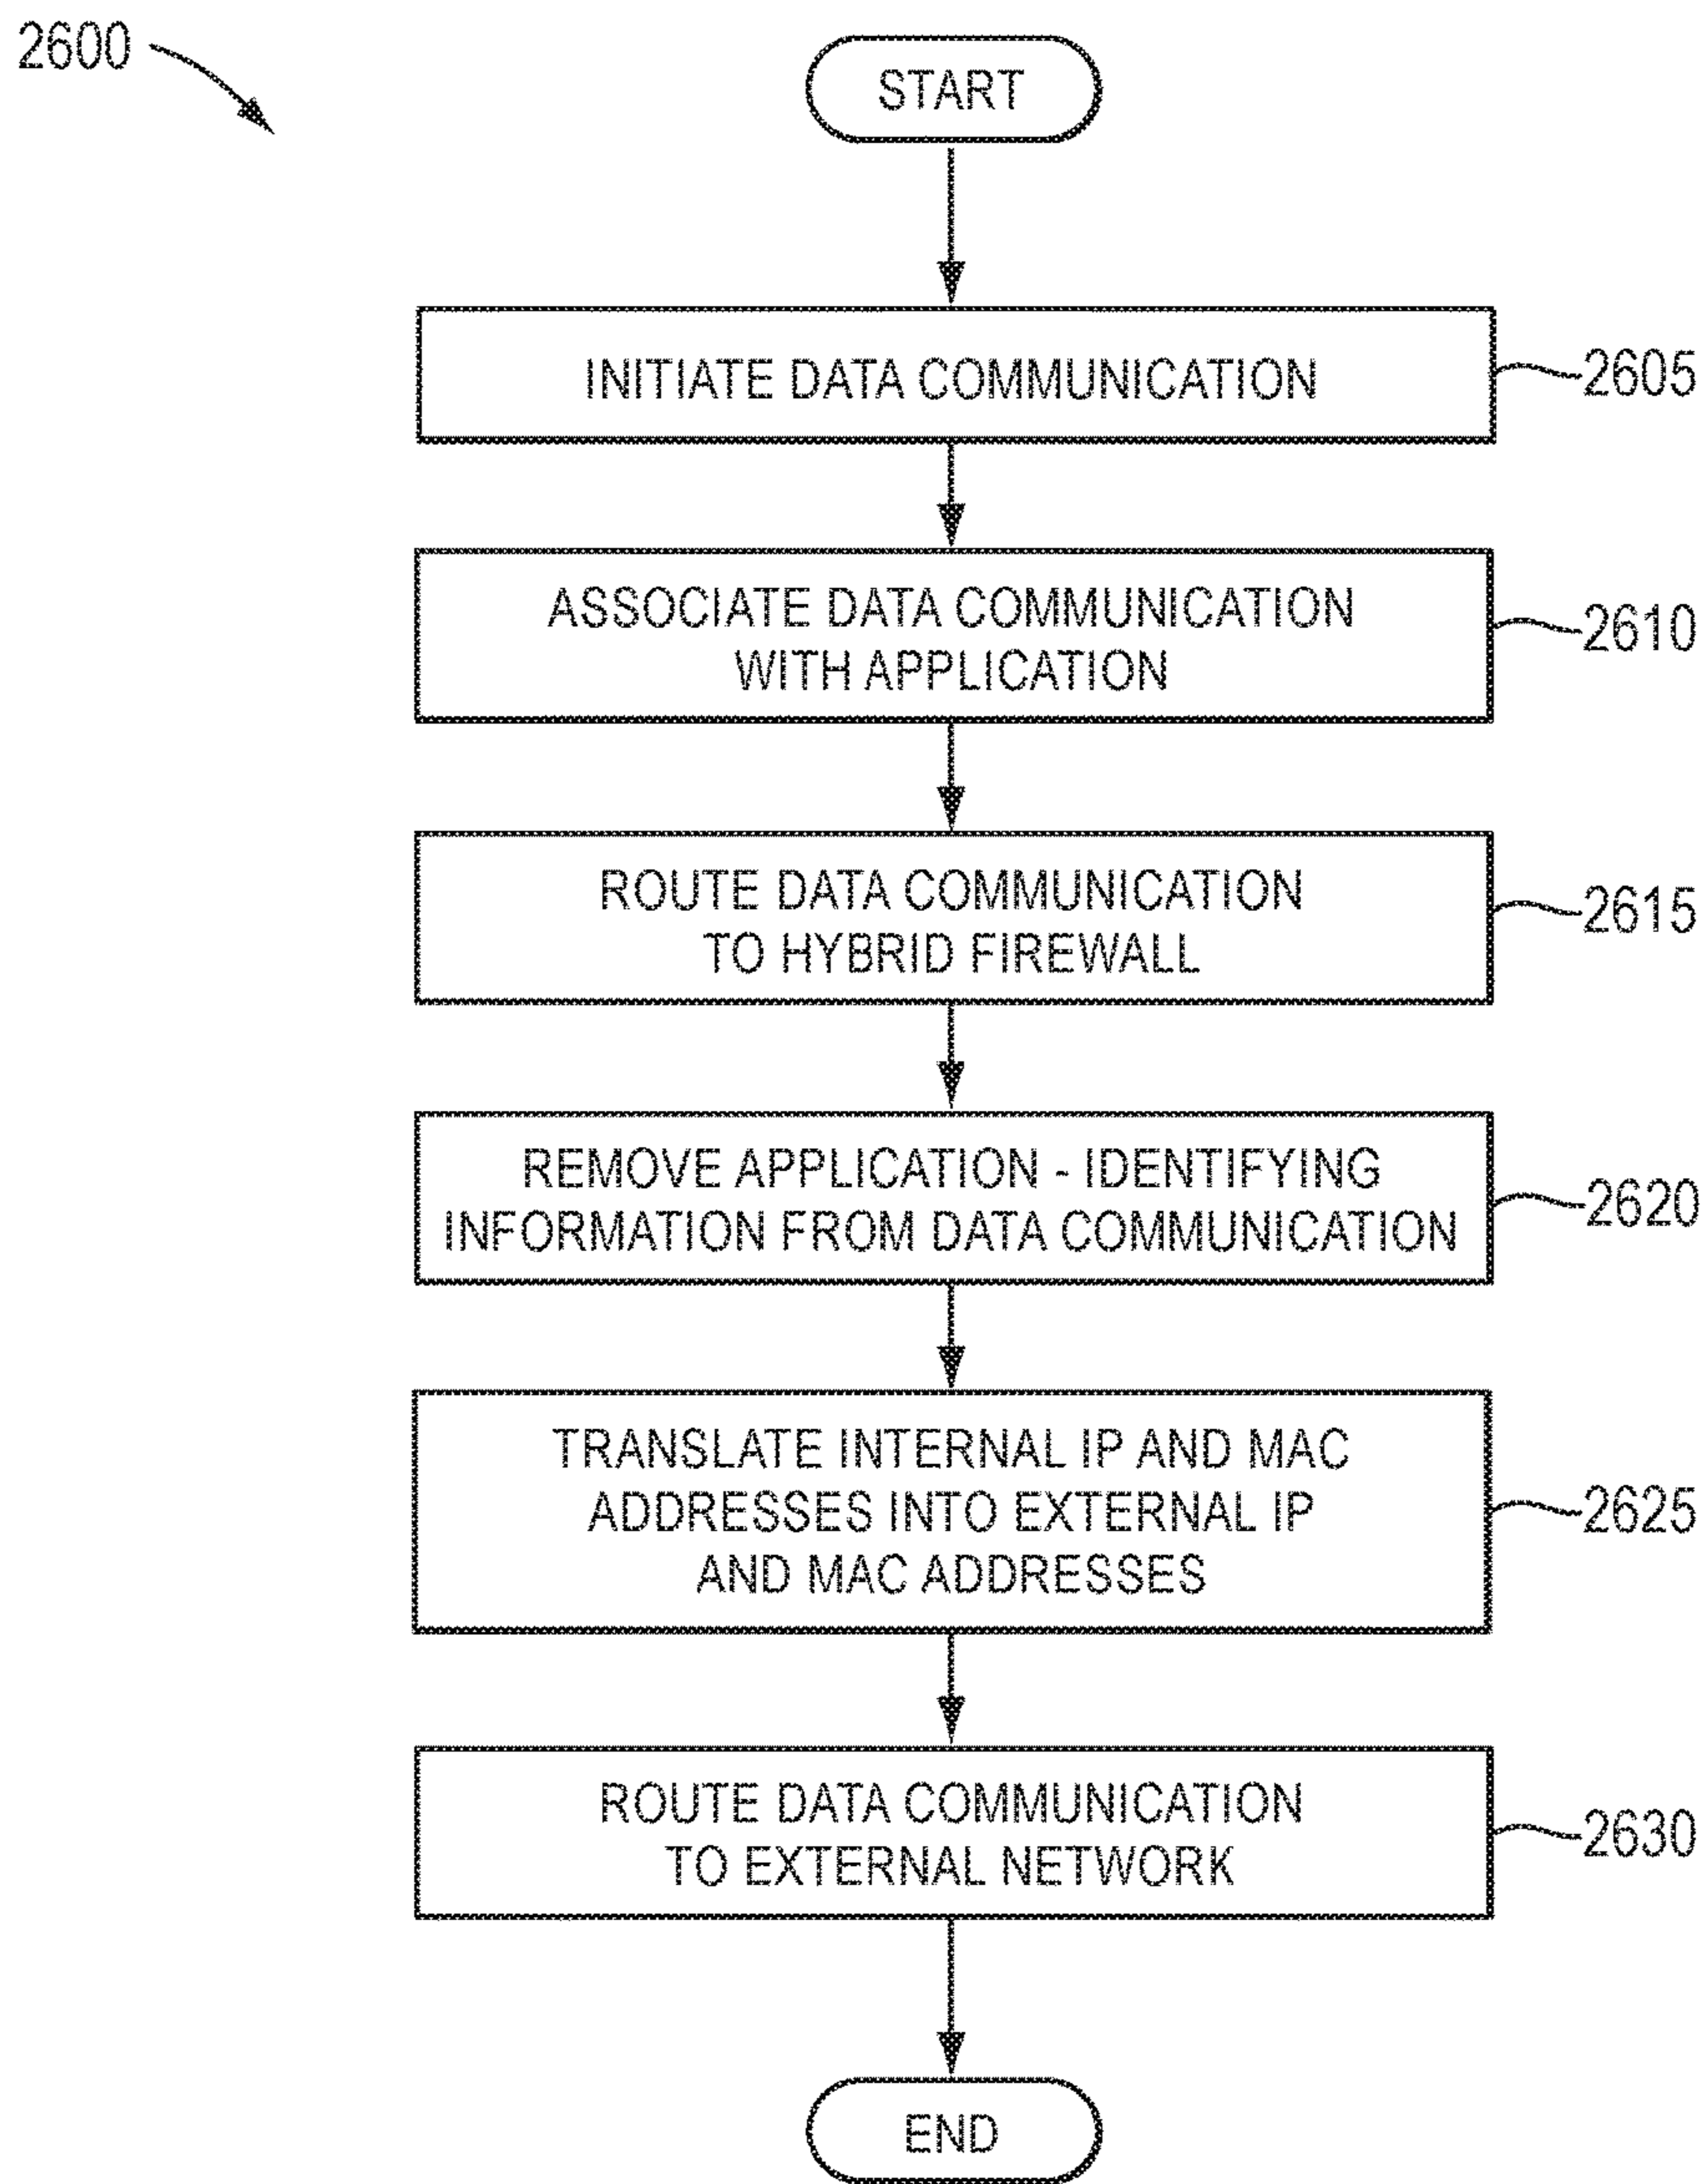 2600
START
INITIATE DATA COMMUNICATION
2605
ASSOCIATE DATA COMMUNICATION
WITH APPLICATION
2610
ROUTE DATA COMMUNICATION
TO HYBRID FIREWALL
2615
REMOVE APPLICATION - IDENTIFYING
INFORMATION FROM DATA COMMUNICATION
2620
TRANSLATE INTERNAL IP AND MAC
ADDRESSES INTO EXTERNAL IP
AND MAC ADDRESSES
2625
ROUTE DATA COMMUNICATION
TO EXTERNAL NETWORK
2630
END